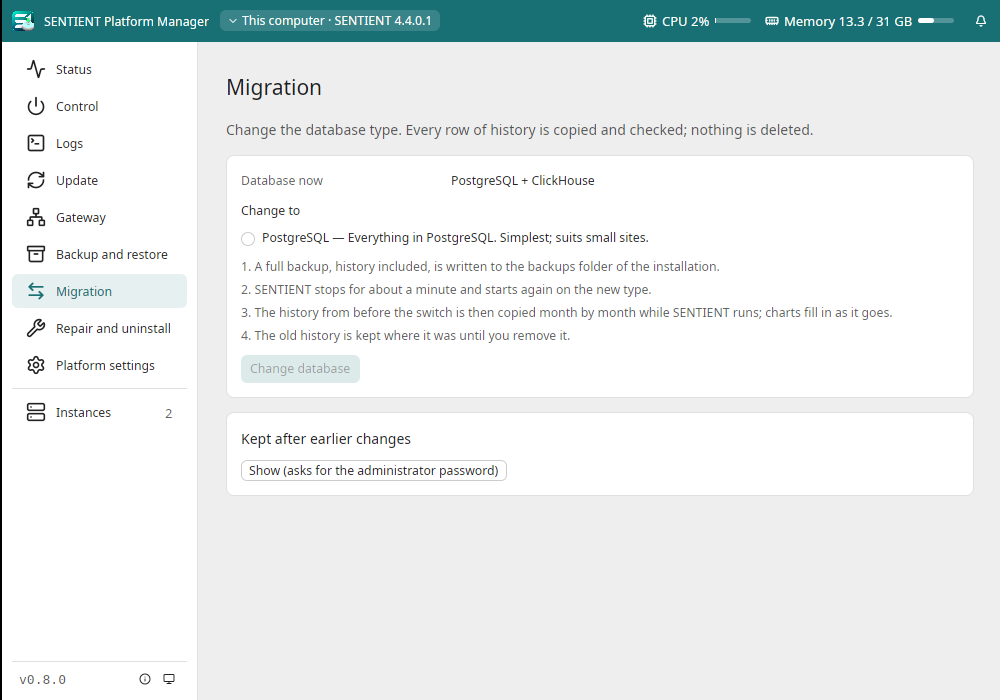 SENTIENT Platform Manager
This computer · SENTIENT 4.4.0.1
CPU 2%
Memory 13.3 / 31 GB
Status
Control
Logs
Update
Gateway
Backup and restore
Migration
Repair and uninstall
Platform settings
Instances 2
v0.8.0
Migration
Change the database type. Every row of history is copied and checked; nothing is deleted.
Database now PostgreSQL + ClickHouse
Change to
PostgreSQL — Everything in PostgreSQL. Simplest; suits small sites.
1. A full backup, history included, is written to the backups folder of the installation.
2. SENTIENT stops for about a minute and starts again on the new type.
3. The history from before the switch is then copied month by month while SENTIENT runs; charts fill in as it goes.
4. The old history is kept where it was until you remove it.
Change database
Kept after earlier changes
Show (asks for the administrator password)